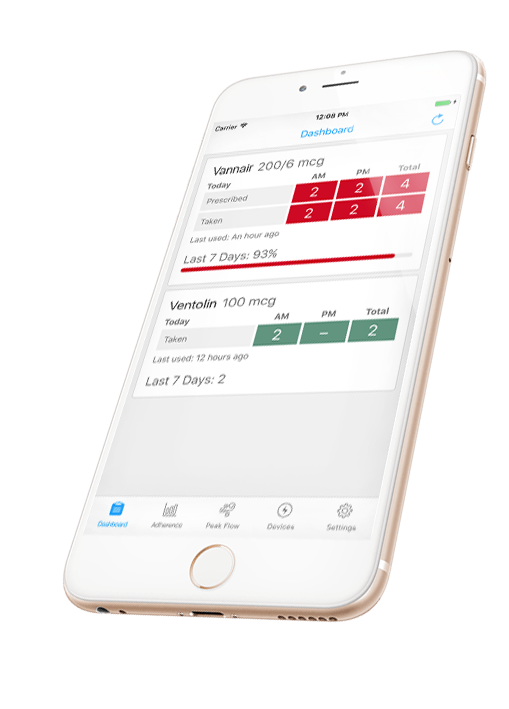 Carrier 12:08 PM
Dashboard
Vannair 200/6 mcg
Today AM PM Total
Prescribed 2 2 4
Taken 2 2 4
Last used: An hour ago
Last 7 Days: 93%
Ventolin 100 mcg
Today AM PM Total
Taken 2 – 2
Last used: 12 hours ago
Last 7 Days: 2
Dashboard Adherence Peak Flow Devices Settings